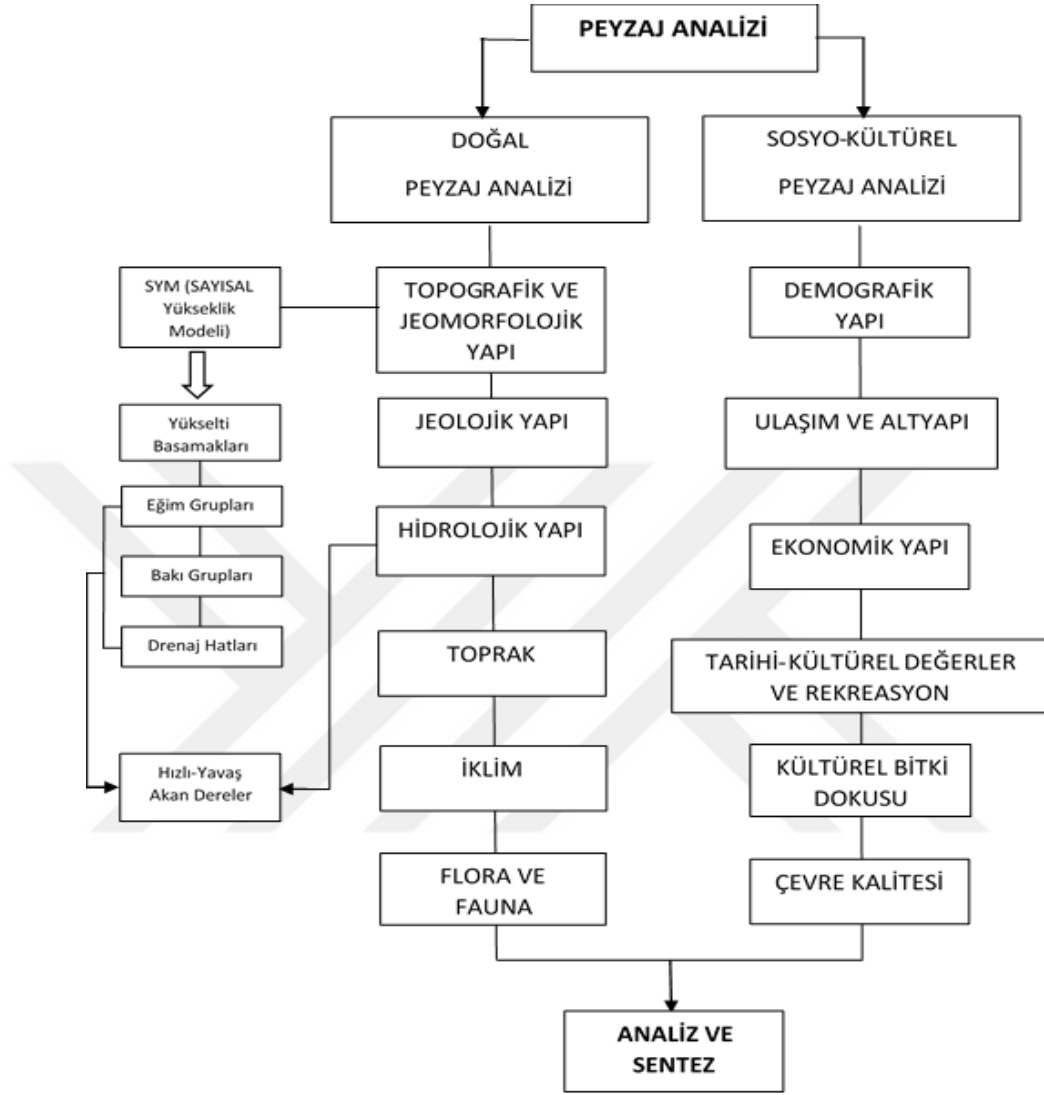 PEYZAJ ANALİZİ
DOĞAL
PEYZAJ ANALİZİ
SOSYO-KÜLTÜREL
PEYZAJ ANALİZİ
SYM (SAYISAL
Yükseklik
Modeli)
TOPOGRAFİK VE
JEOMORFOLOJİK
YAPI
DEMOGRAFİK
YAPI
Yükselti
Basamakları
JEOLOJİK YAPI
ULAŞIM VE ALTYAPI
Eğim Grupları
HİDROLOJİK YAPI
EKONOMİK YAPI
Bakı Grupları
Drenaj Hatları
TOPRAK
TARİHİ-KÜLTÜREL DEĞERLER
VE REKREASYON
Hızlı-Yavaş
Akan Dereler
İKLİM
KÜLTÜREL BİTKİ
DOKUSU
FLORA VE
FAUNA
ÇEVRE KALİTESİ
ANALİZ VE
SENTEZ